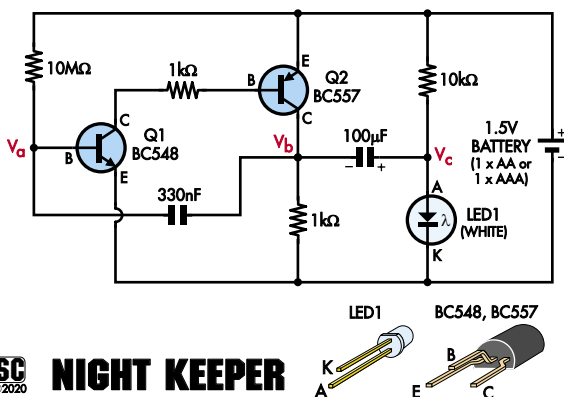 10MΩ
1kΩ
B
E
C
Q2
BC557
10kΩ
1.5V
BATTERY
(1 x AA or
1 x AAA)
+
–
C
Q1
BC548
Va
B
E
Vb
100µF
–
+
Vc
330nF
1kΩ
A
λ
K
LED1
(WHITE)
LED1
K
A
BC548, BC557
B
E
C
SC
2020
NIGHT KEEPER